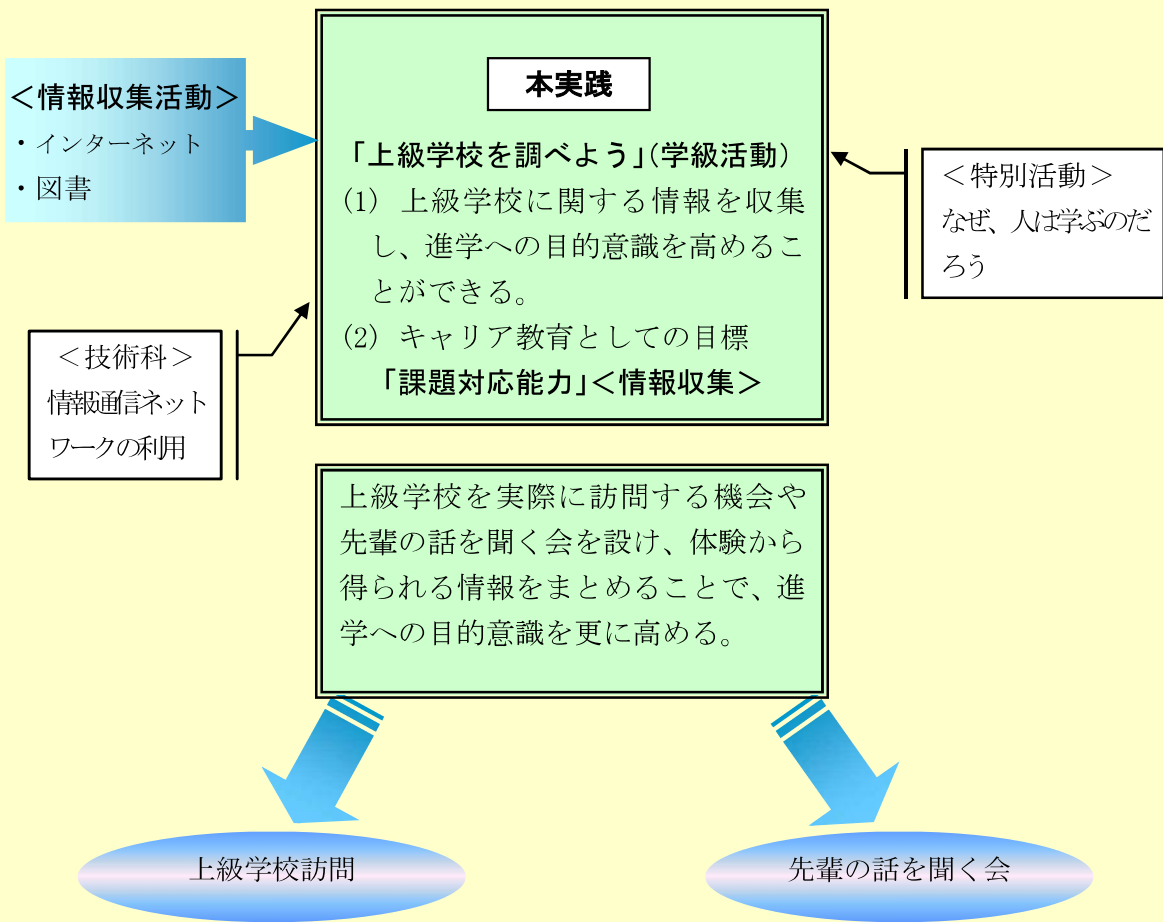 ＜情報収集活動＞
・インターネット
・図書
本実践
「上級学校を調べよう」(学級活動)
(1) 上級学校に関する情報を収集
し、進学への目的意識を高めるこ
とができる。
(2) キャリア教育としての目標
「課題対応能力」＜情報収集＞
＜特別活動＞
なぜ、人は学ぶのだ
ろう
＜技術科＞
情報通信ネット
ワークの利用
上級学校を実際に訪問する機会や
先輩の話を聞く会を設け、体験から
得られる情報をまとめることで、進
学への目的意識を更に高める。
上級学校訪問
先輩の話を聞く会